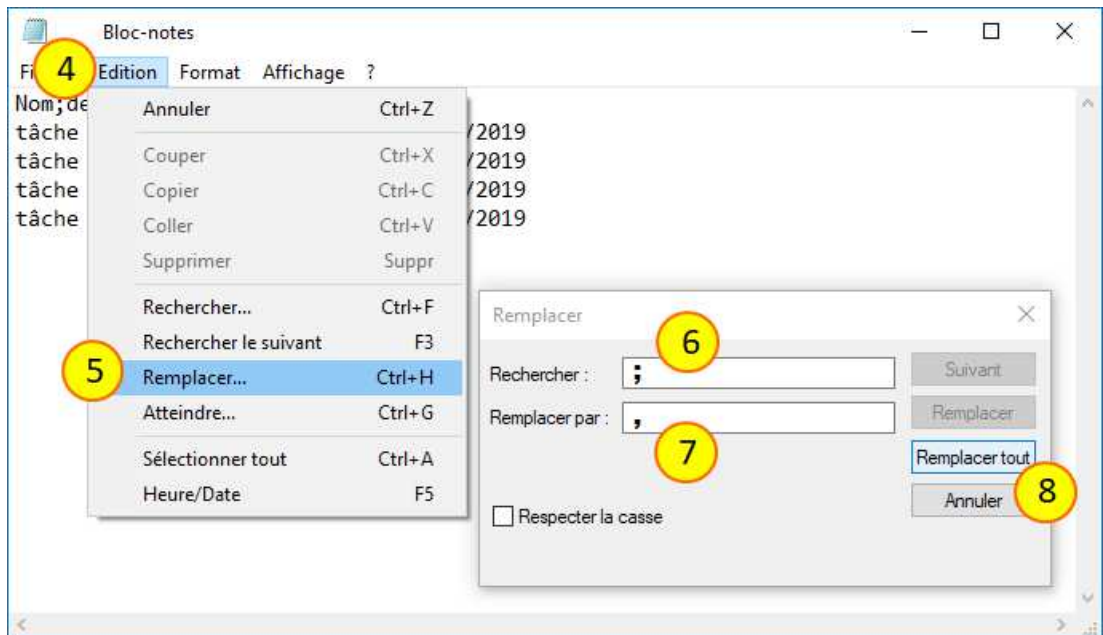 Bloc-notes
4
Edition Format Affichage ?
Nom;de
tâche /2019
tâche /2019
tâche /2019
tâche /2019
Annuler Ctrl+Z
Couper Ctrl+X
Copier Ctrl+C
Coller Ctrl+V
Supprimer Suppr
Rechercher... Ctrl+F
Rechercher le suivant F3
5
Remplacer... Ctrl+H
Atteindre... Ctrl+G
Sélectionner tout Ctrl+A
Heure/Date F5
Remplacer
6
Rechercher : ; Suivant
Remplacer par : , Remplacer
7
Remplacer tout
8
Annuler
Respecter la casse